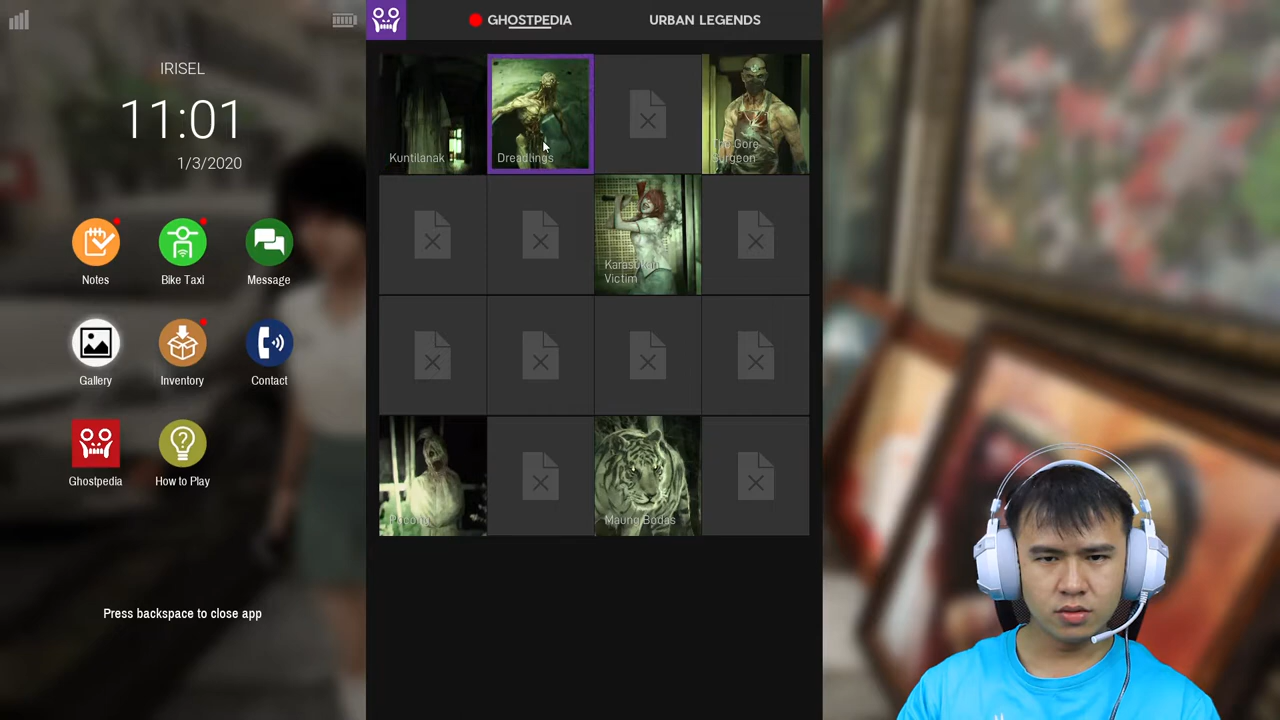 IRISEL
11:01
1/3/2020
Notes
Bike Taxi
Message
Gallery
Inventory
Contact
Ghostpedia
How to Play
Press backspace to close app
GHOSTPEDIA
URBAN LEGENDS
Kuntilanak
Dreadlings
The Gore
Surgeon
Karasukan
Victim
Pocong
Maung Bodas